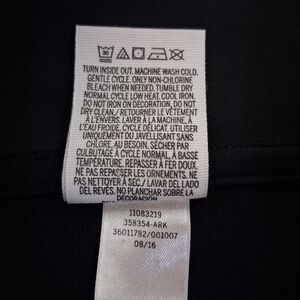 30
TURN INSIDE OUT. MACHINE WASH COLD.
GENTLE CYCLE. ONLY NON-CHLORINE
BLEACH WHEN NEEDED. TUMBLE DRY
NORMAL CYCLE LOW HEAT. COOL IRON.
DO NOT IRON ON DECORATION. DO NOT
DRY CLEAN./ RETOURNER LE VÊTEMENT
À L'ENVERS. LAVER À LA MACHINE, À
L'EAU FROIDE, CYCLE DÉLICAT. UTILISER
UNIQUEMENT DU JAVELLISANT SANS
CHLORE, AU BESOIN. SÉCHER PAR
CULBUTAGE À CYCLE NORMAL, À BASSE
TEMPÉRATURE. REPASSER À FER DOUX.
NE PAS REPASSER LES ORNEMENTS. NE
PAS NETTOYER À SEC./ LAVAR DEL LADO
DEL REVÉS. NO PLANCHAR SOBRE LA
DECORACIÓN
11083219
358354-ARK
36011782/001007
08/16